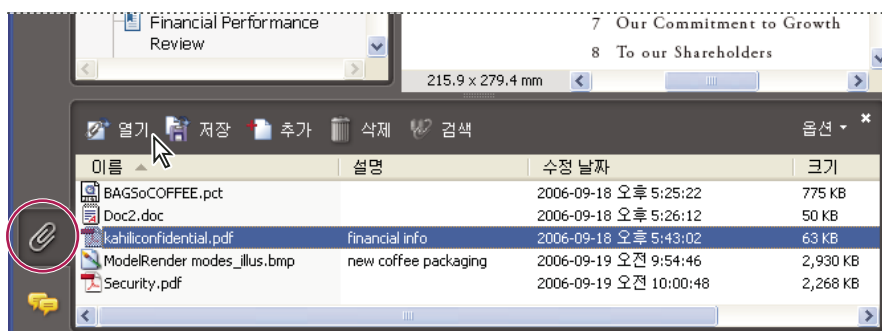 Financial Performance
Review
7 Our Commitment to Growth
8 To our Shareholders
215.9 x 279.4 mm
열기 저장 추가 삭제 검색 옵션
이름 설명 수정 날짜 크기
BAGSoCOFFEE.pct 2006-09-18 오후 5:25:22 775 KB
Doc2.doc 2006-09-18 오후 5:26:12 50 KB
kahiliconfidential.pdf financial info 2006-09-18 오후 5:43:02 63 KB
ModelRender modes_illus.bmp new coffee packaging 2006-09-19 오전 9:54:46 2,930 KB
Security.pdf 2006-09-19 오전 10:00:48 2,268 KB